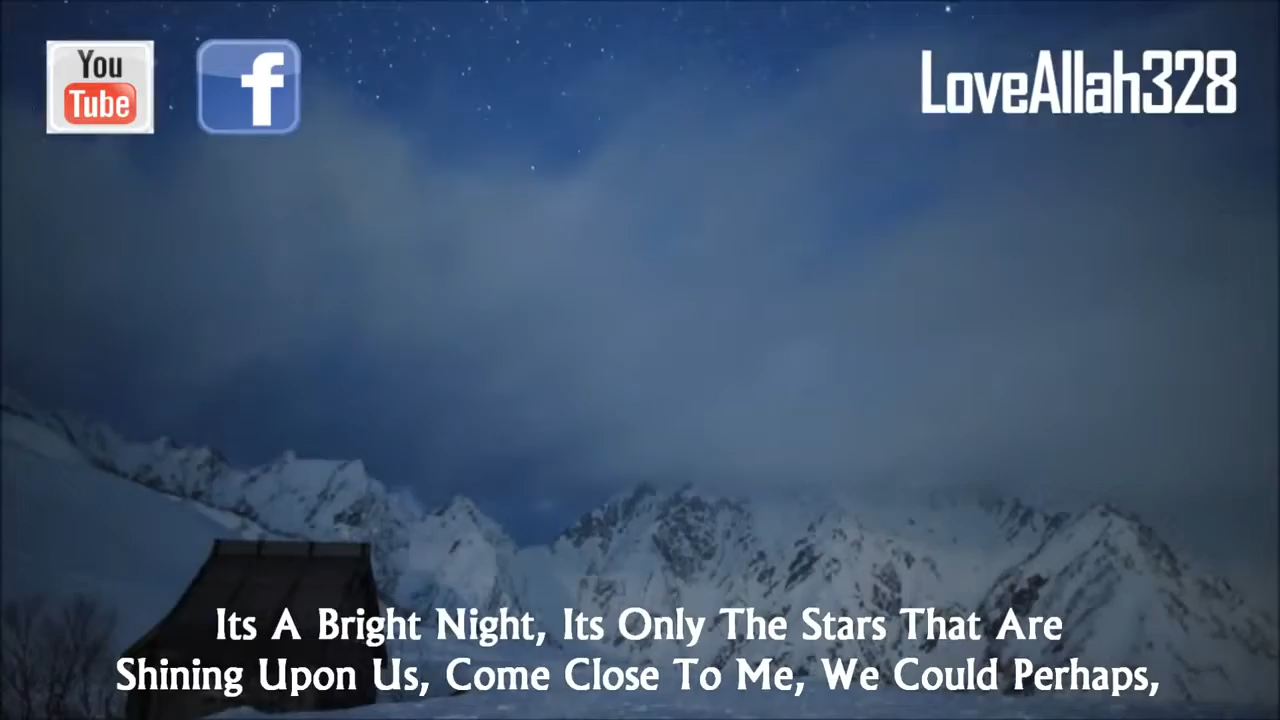 You
Tube
f
LoveAllah328
Its A Bright Night, Its Only The Stars That Are
Shining Upon Us, Come Close To Me, We Could Perhaps,